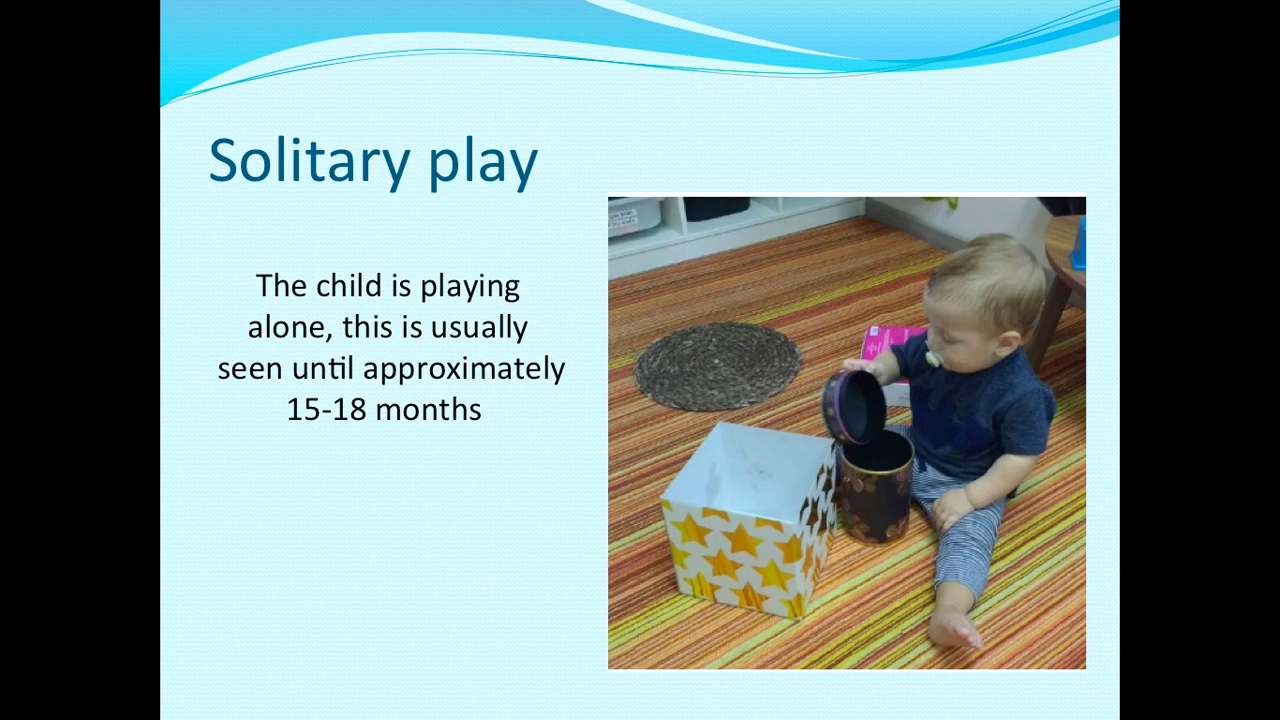 Solitary play
The child is playing
alone, this is usually
seen until approximately
15-18 months